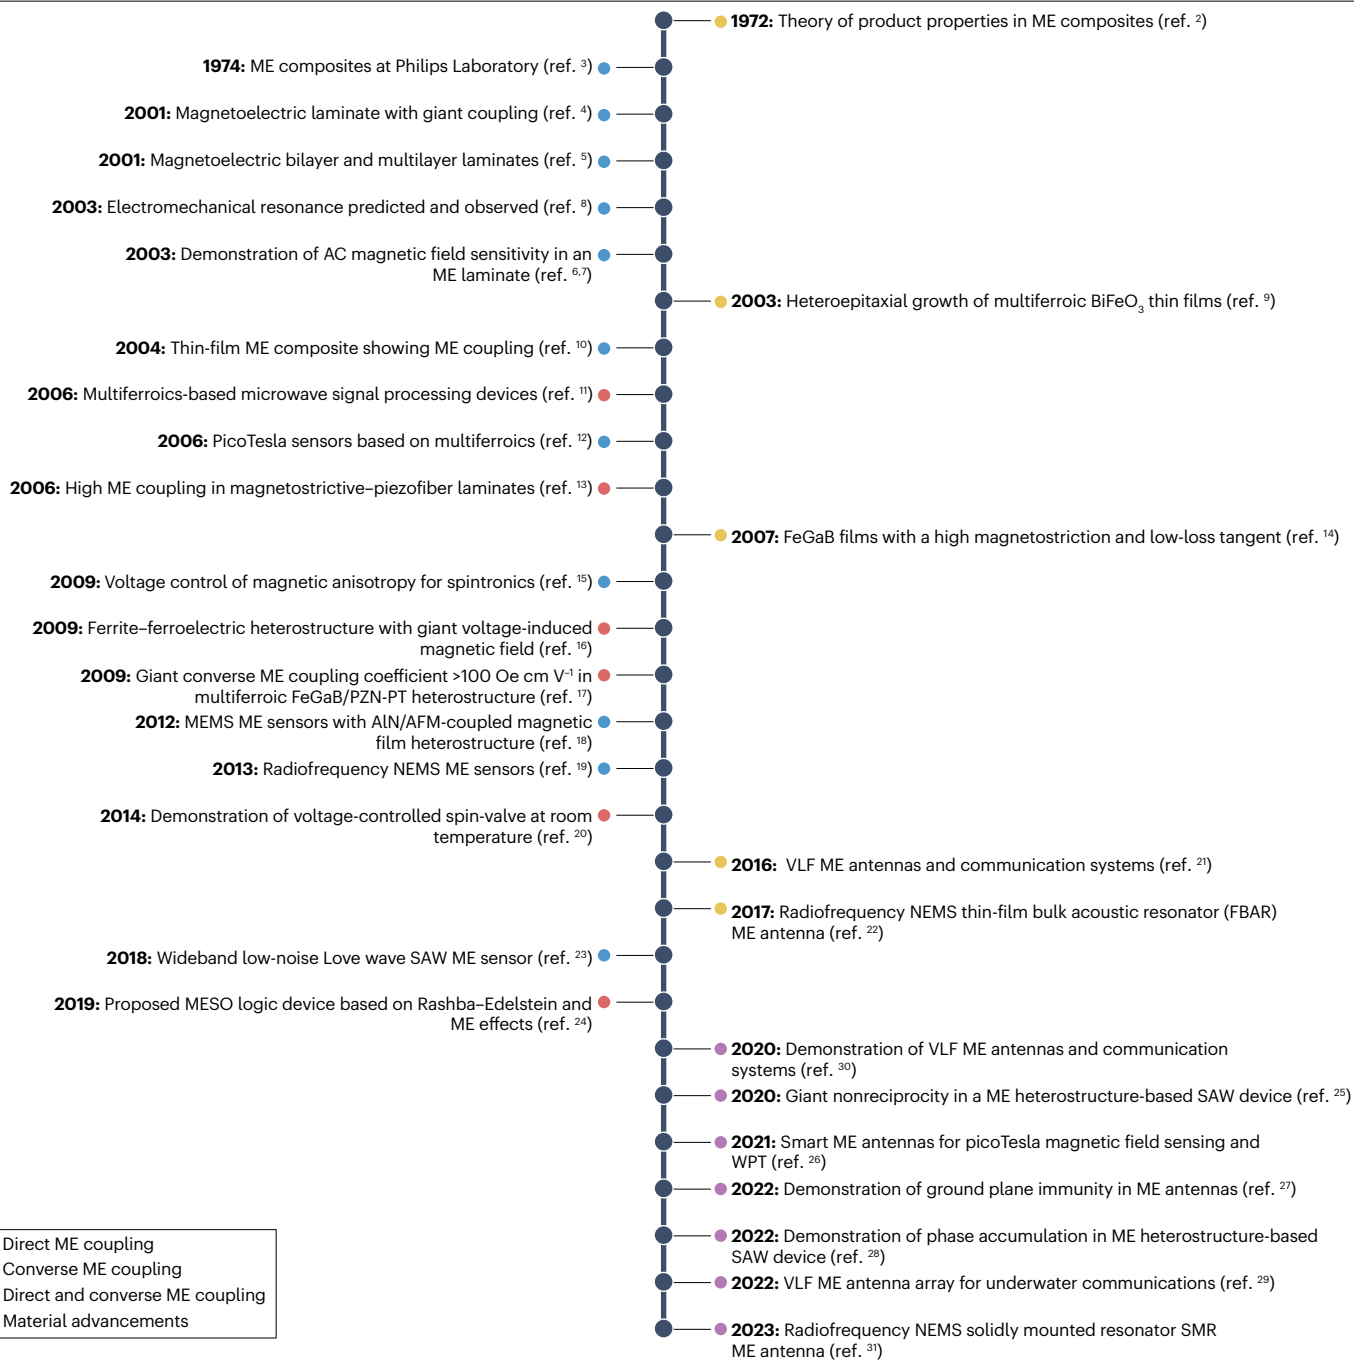 1972: Theory of product properties in ME composites (ref. 2)
1974: ME composites at Philips Laboratory (ref. 3)
2001: Magnetoelectric laminate with giant coupling (ref. 4)
2001: Magnetoelectric bilayer and multilayer laminates (ref. 5)
2003: Electromechanical resonance predicted and observed (ref. 8)
2003: Demonstration of AC magnetic field sensitivity in an
ME laminate (ref. 6,7)
2003: Heteroepitaxial growth of multiferroic BiFeO3 thin films (ref. 9)
2004: Thin-film ME composite showing ME coupling (ref. 10)
2006: Multiferroics-based microwave signal processing devices (ref. 11)
2006: PicoTesla sensors based on multiferroics (ref. 12)
2006: High ME coupling in magnetostrictive–piezofiber laminates (ref. 13)
2007: FeGaB films with a high magnetostriction and low-loss tangent (ref. 14)
2009: Voltage control of magnetic anisotropy for spintronics (ref. 15)
2009: Ferrite–ferroelectric heterostructure with giant voltage-induced
magnetic field (ref. 16)
2009: Giant converse ME coupling coefficient >100 Oe cm V–1 in
multiferroic FeGaB/PZN-PT heterostructure (ref. 17)
2012: MEMS ME sensors with AlN/AFM-coupled magnetic
film heterostructure (ref. 18)
2013: Radiofrequency NEMS ME sensors (ref. 19)
2014: Demonstration of voltage-controlled spin-valve at room
temperature (ref. 20)
2016: VLF ME antennas and communication systems (ref. 21)
2017: Radiofrequency NEMS thin-film bulk acoustic resonator (FBAR)
ME antenna (ref. 22)
2018: Wideband low-noise Love wave SAW ME sensor (ref. 23)
2019: Proposed MESO logic device based on Rashba–Edelstein and
ME effects (ref. 24)
2020: Demonstration of VLF ME antennas and communication
systems (ref. 30)
2020: Giant nonreciprocity in a ME heterostructure-based SAW device (ref. 25)
2021: Smart ME antennas for picoTesla magnetic field sensing and
WPT (ref. 26)
2022: Demonstration of ground plane immunity in ME antennas (ref. 27)
2022: Demonstration of phase accumulation in ME heterostructure-based
SAW device (ref. 28)
2022: VLF ME antenna array for underwater communications (ref. 29)
2023: Radiofrequency NEMS solidly mounted resonator SMR
ME antenna (ref. 31)
Direct ME coupling
Converse ME coupling
Direct and converse ME coupling
Material advancements